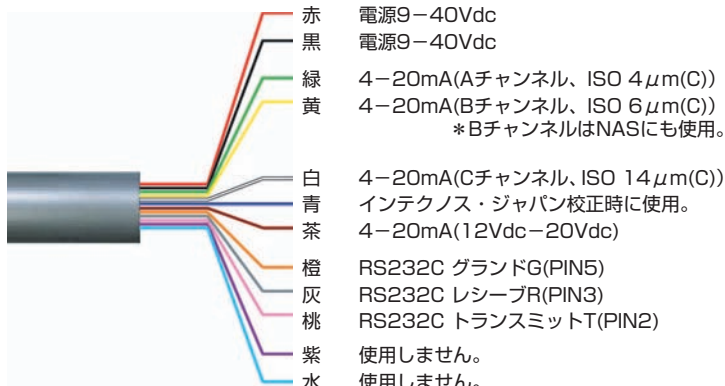 赤 電源9－40Vdc
黒 電源9－40Vdc
緑 4－20mA(Aチャンネル、ISO 4μm(C))
黄 4－20mA(Bチャンネル、ISO 6μm(C))
＊BチャンネルはNASにも使用。
白 4－20mA(Cチャンネル、ISO 14μm(C))
青 インテクノス・ジャパン校正時に使用。
茶 4－20mA(12Vdc－20Vdc)
橙 RS232C グランドG(PIN5)
灰 RS232C レシーブR(PIN3)
桃 RS232C トランスミットT(PIN2)
紫 使用しません。
水 使用しません。